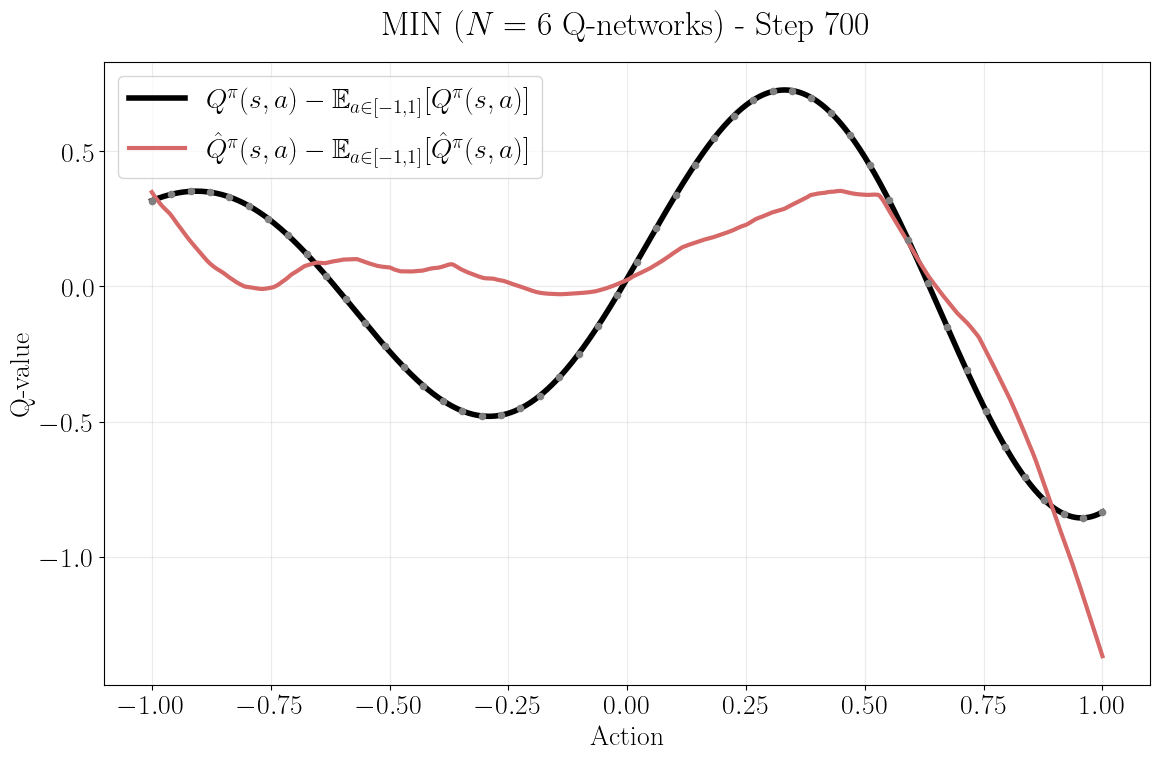 MIN (N = 6 Q-networks) - Step 700
Q^π(s, a) − 𝔼_{a∈[−1,1]}[Q^π(s, a)]
Q̂^π(s, a) − 𝔼_{a∈[−1,1]}[Q̂^π(s, a)]
Q-value
0.5
0.0
−0.5
−1.0
−1.00 −0.75 −0.50 −0.25 0.00 0.25 0.50 0.75 1.00
Action